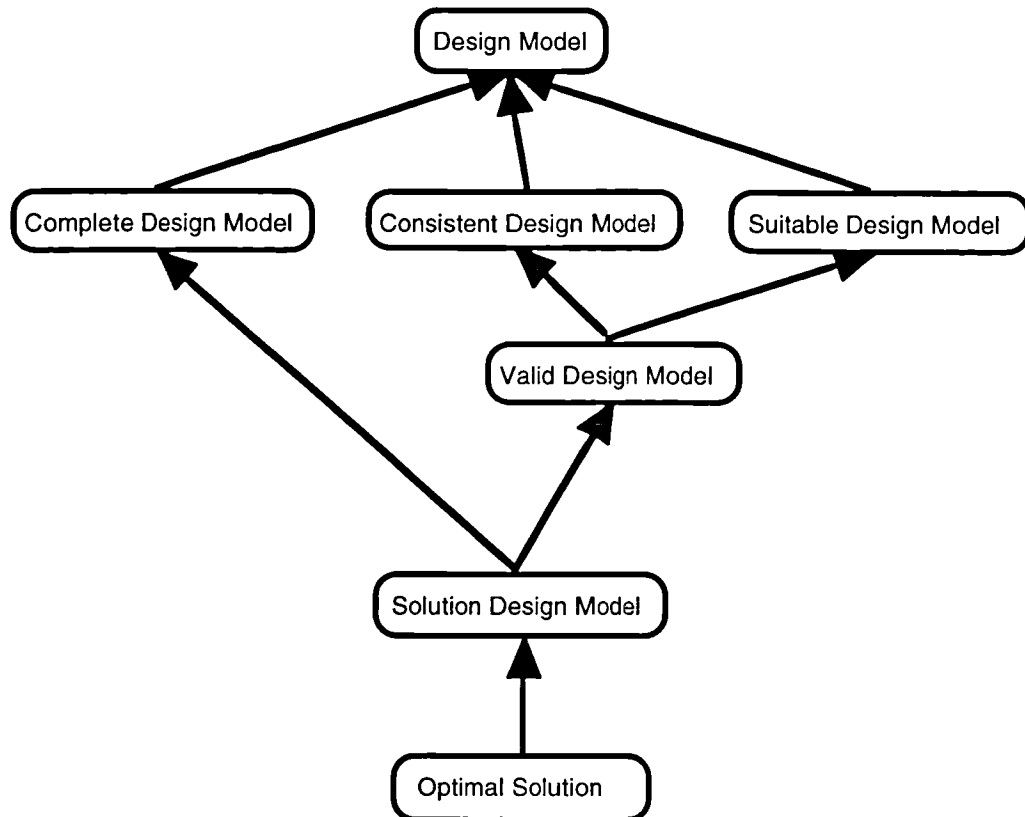 Design Model
Complete Design Model
Consistent Design Model
Suitable Design Model
Valid Design Model
Solution Design Model
Optimal Solution